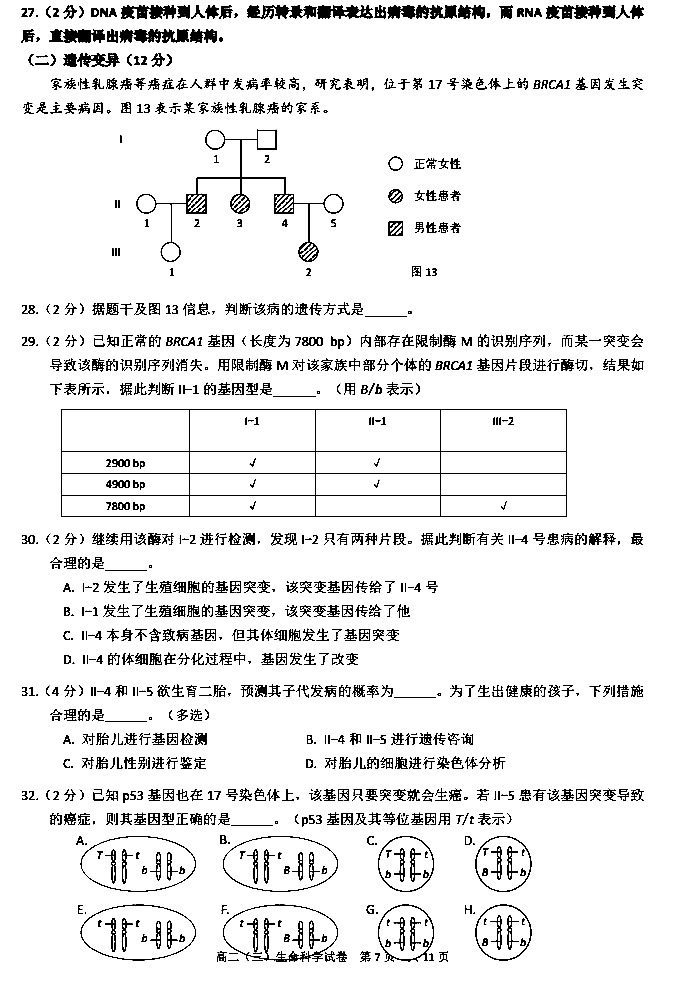 27.（2 分）DNA 疫苗接种到人体后，经历转录和翻译表达出病毒的抗原结构，而 RNA 疫苗接种到人体
后，直接翻译出病毒的抗原结构。
（二）遗传变异（12 分）
家族性乳腺癌等癌症在人群中发病率较高，研究表明，位于第 17 号染色体上的 BRCA1 基因发生突
变是主要病因。图 13 表示某家族性乳腺癌的家系。
I
1 2
正常女性
II
1 2 3 4 5
女性患者
男性患者
III
1 2
图 13
28.（2 分）据题干及图 13 信息，判断该病的遗传方式是______。
29.（2 分）已知正常的 BRCA1 基因（长度为 7800 bp）内部存在限制酶 M 的识别序列，而某一突变会
导致该酶的识别序列消失。用限制酶 M 对该家族中部分个体的 BRCA1 基因片段进行酶切，结果如
下表所示，据此判断 II−1 的基因型是______。（用 B/b 表示）
I−1 II−1 III−2
2900 bp √ √
4900 bp √ √
7800 bp √ √
30.（2 分）继续用该酶对 I−2 进行检测，发现 I−2 只有两种片段。据此判断有关 II−4 号患病的解释，最
合理的是______。
A. I−2 发生了生殖细胞的基因突变，该突变基因传给了 II−4 号
B. I−1 发生了生殖细胞的基因突变，该突变基因传给了他
C. II−4 本身不含致病基因，但其体细胞发生了基因突变
D. II−4 的体细胞在分化过程中，基因发生了改变
31.（4 分）II−4 和 II−5 欲生育二胎，预测其子代发病的概率为______。为了生出健康的孩子，下列措施
合理的是______。（多选）
A. 对胎儿进行基因检测 B. II−4 和 II−5 进行遗传咨询
C. 对胎儿性别进行鉴定 D. 对胎儿的细胞进行染色体分析
32.（2 分）已知 p53 基因也在 17 号染色体上，该基因只要突变就会生癌。若 II−5 患有该基因突变导致
的癌症，则其基因型正确的是______。（p53 基因及其等位基因用 T/t 表示）
A. B. C. D.
T t b b T t B b T t b b T t B b
E. F. G. H.
t t b b t t B b t t b b t t B b
高二（三）生命科学试卷 第 7 页 11 页